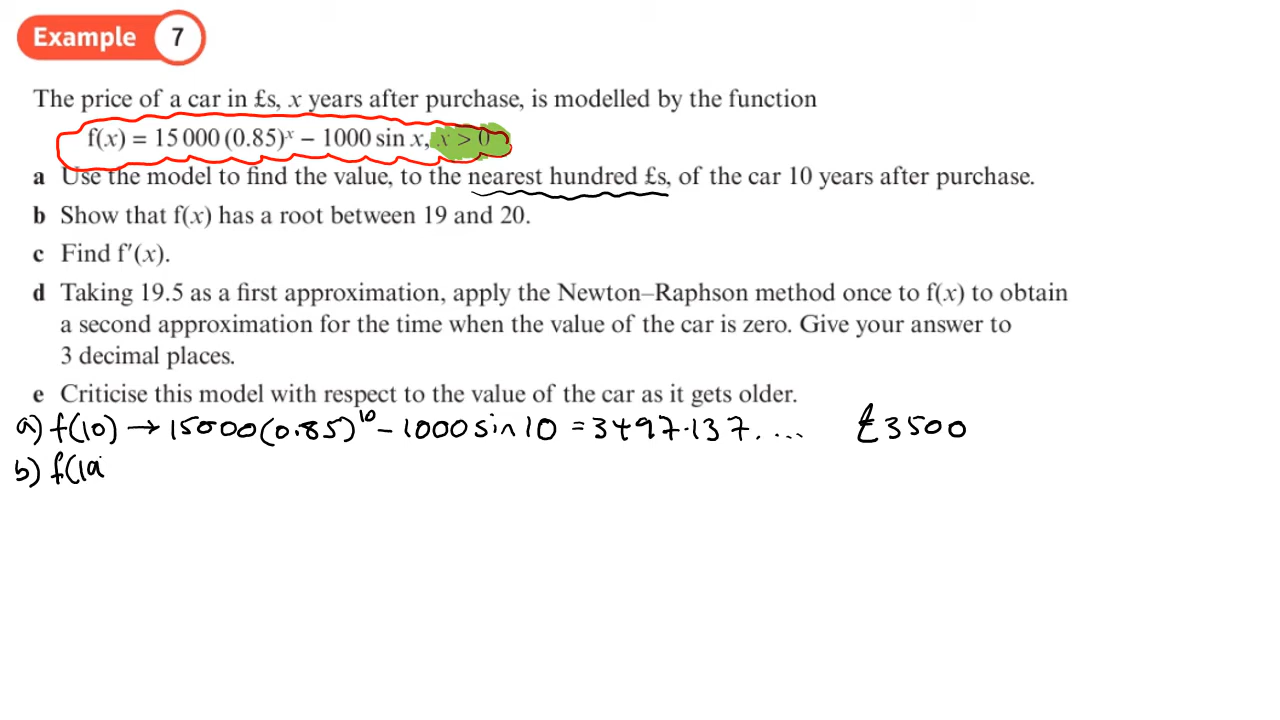 Example 7
The price of a car in £s, x years after purchase, is modelled by the function
f(x) = 15 000 (0.85)ˣ − 1000 sin x, x > 0
a Use the model to find the value, to the nearest hundred £s, of the car 10 years after purchase.
b Show that f(x) has a root between 19 and 20.
c Find f′(x).
d Taking 19.5 as a first approximation, apply the Newton–Raphson method once to f(x) to obtain
a second approximation for the time when the value of the car is zero. Give your answer to
3 decimal places.
e Criticise this model with respect to the value of the car as it gets older.
a) f(10) → 15000(0.85)¹⁰ − 1000 sin 10 = 3497.137.... £3500
b) f(19